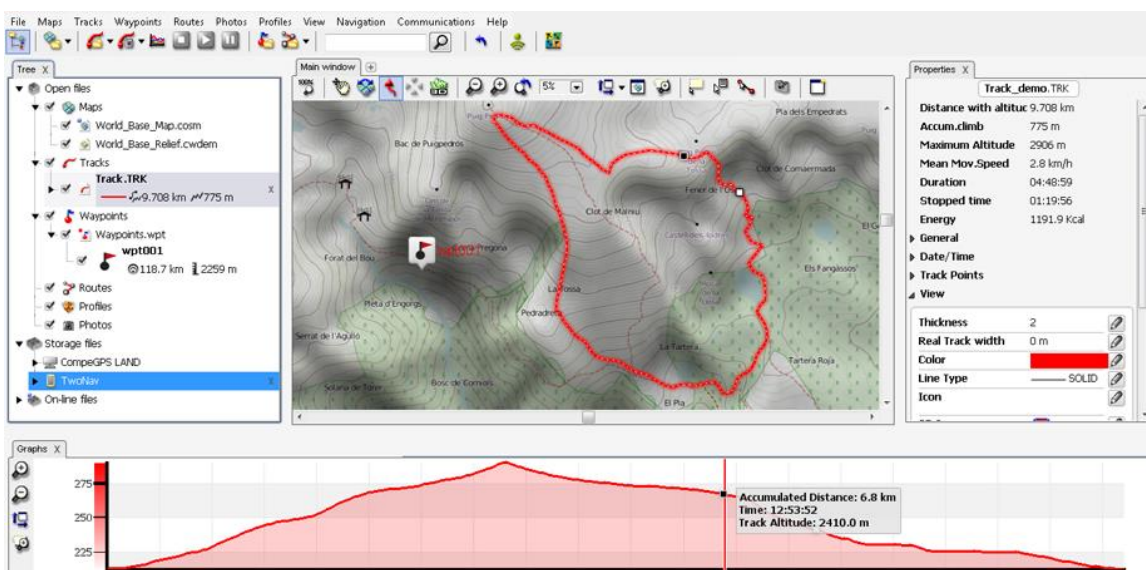 File Maps Tracks Waypoints Routes Photos Profiles View Navigation Communications Help
Tree X
Open files
Maps
World_Base_Map.cosm
World_Base_Relief.cwdem
Tracks
Track.TRK
9.708 km 775 m X
Waypoints
Waypoints.wpt
wpt001
118.7 km 2259 m
Routes
Profiles
Photos
Storage files
CompeGPS LAND
TwoNav X
On-line files
Main window
100%
5%
Pla dels Empedrats
Bac de Puigpedrós
Clot de Comaermada
Fener de l'O
Clot de Malniu
Forat del Bou
Els Fangassos
La Fossa
Pleta d'Engorgs
Pedradreta
Serrat de l'Agulló
La Tartera
Tartera Roja
Solana de Torer
Bosc de Comiols
El Pla
Properties X
Track_demo.TRK
Distance with altituc 9.708 km
Accum.climb 775 m
Maximum Altitude 2906 m
Mean Mov.Speed 2.8 km/h
Duration 04:48:59
Stopped time 01:19:56
Energy 1191.9 Kcal
General
Date/Time
Track Points
View
Thickness 2
Real Track width 0 m
Color
Line Type SOLID
Icon
Graphs X
275
250
225
Accumulated Distance: 6.8 km
Time: 12:53:52
Track Altitude: 2410.0 m